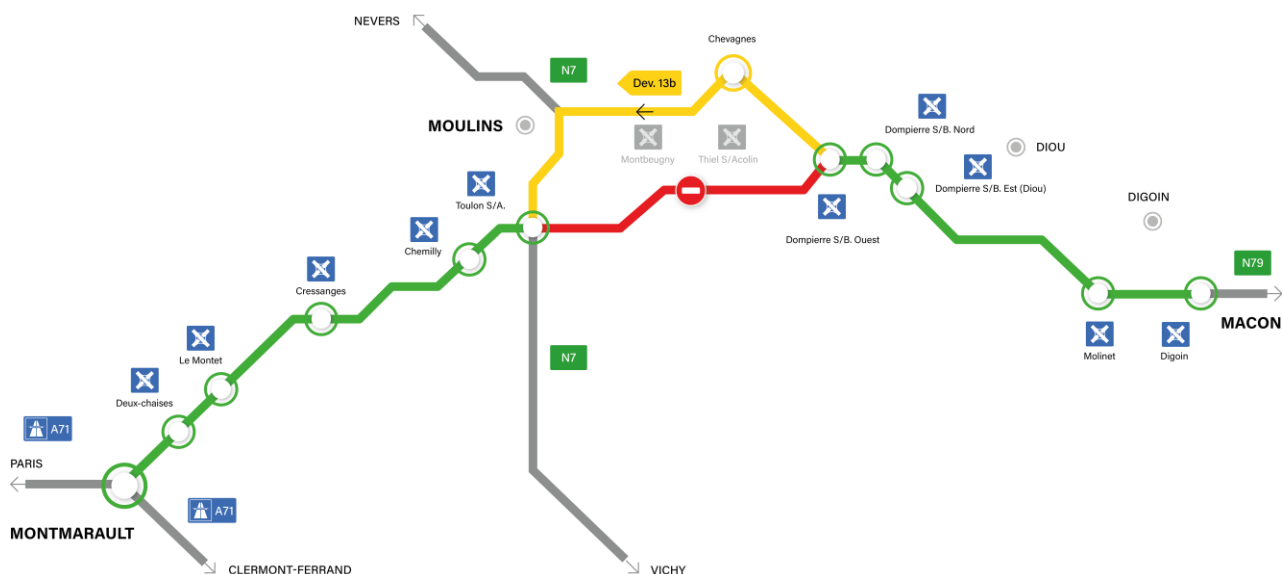 NEVERS
N7
Chevagnes
Dev. 13b
MOULINS
Montbeugny
Thiel S/Acolin
Dompierre S/B. Nord
DIOU
Dompierre S/B. Est (Diou)
DIGOIN
Toulon S/A.
Dompierre S/B. Ouest
Chemilly
N79
MACON
Cressanges
Molinet
Digoin
N7
Le Montet
Deux-chaises
A71
PARIS
A71
MONTMARAULT
CLERMONT-FERRAND
VICHY